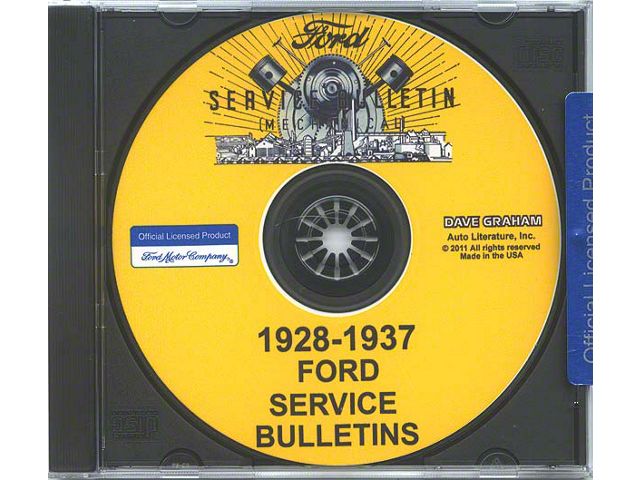 Ford
SERVICE BULLETIN
(MECHANICAL)
Official Licensed Product
Ford Motor Company
DAVE GRAHAM
Auto Literature, Inc.
© 2011 All rights reserved
Made in the USA
1928-1937
FORD
SERVICE
BULLETINS
Official Licensed Product